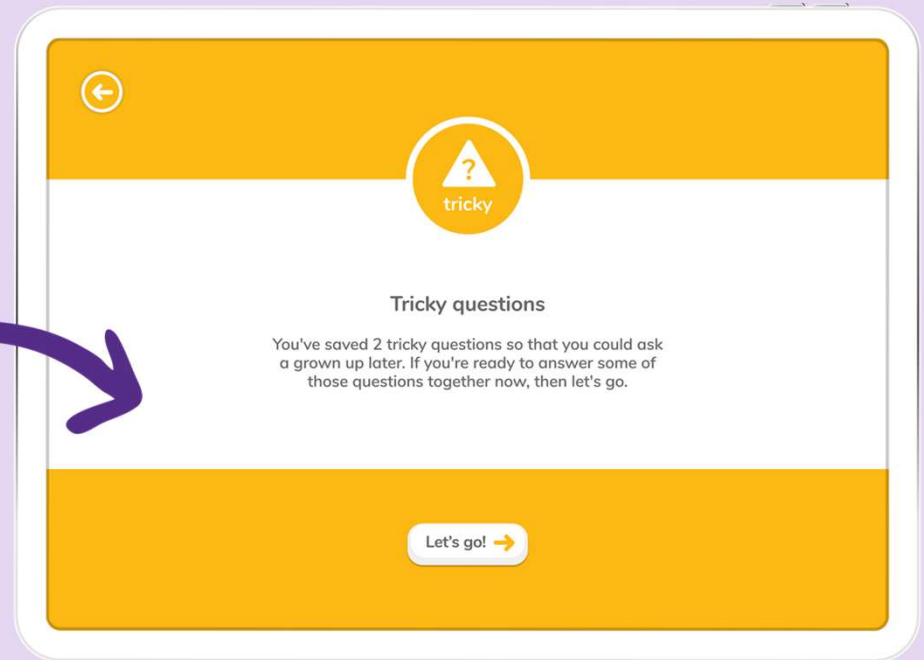 ?
tricky
Tricky questions
You've saved 2 tricky questions so that you could ask
a grown up later. If you're ready to answer some of
those questions together now, then let's go.
Let's go!